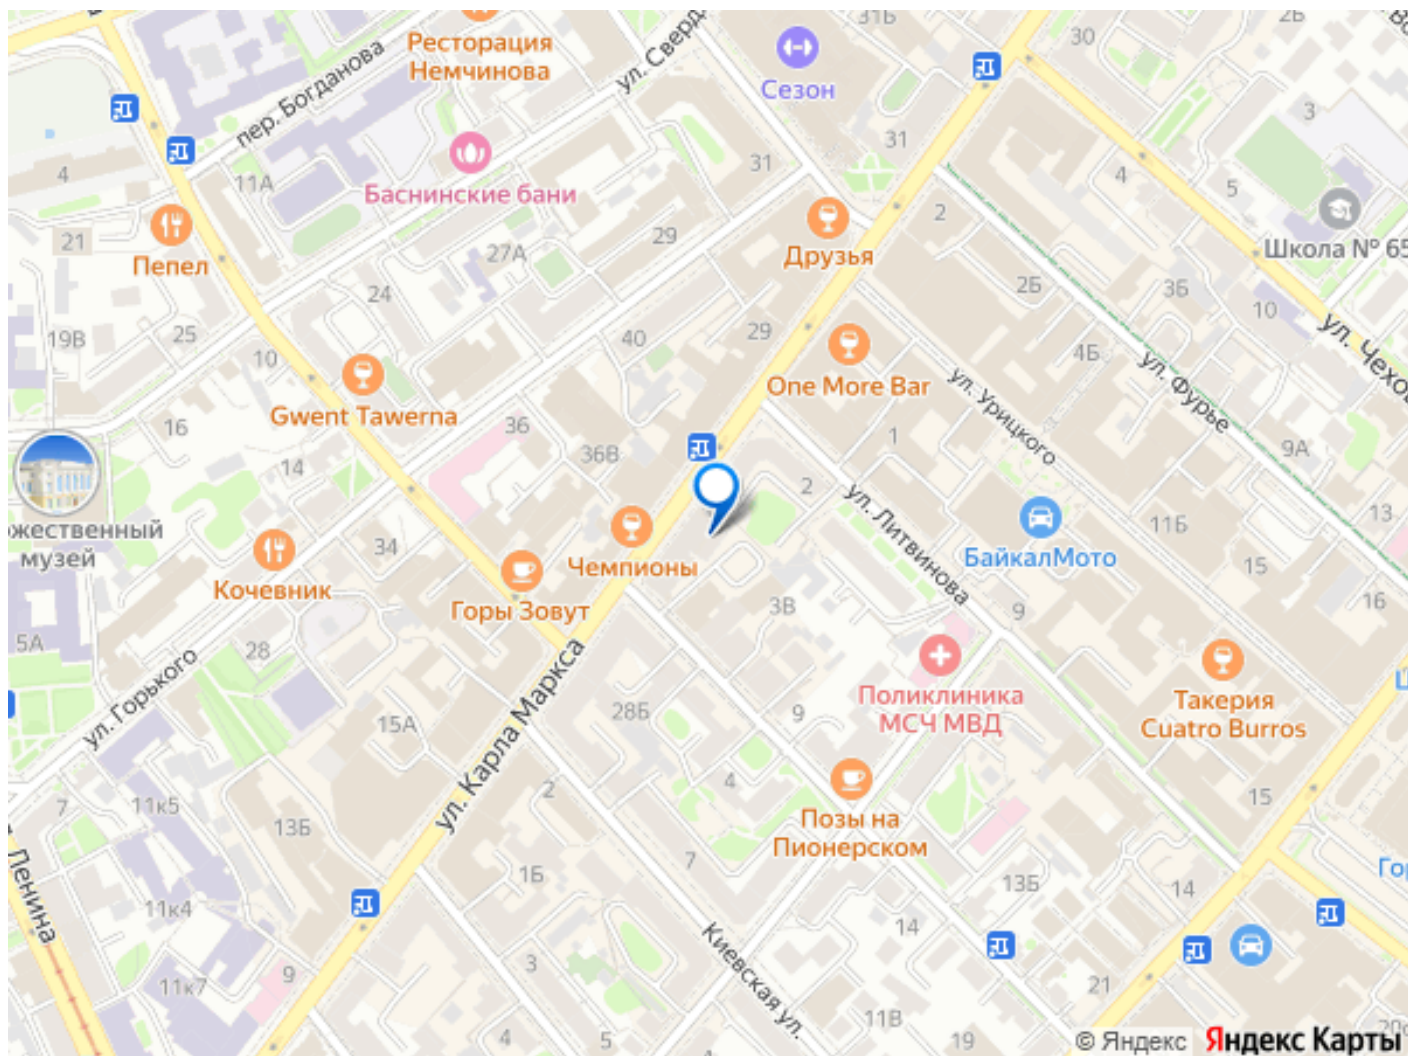 31Б
2Б
30
Ресторация
Немчинова
ул. Сверд
Сезон
пер. Богданова
3
31
31
4
11А
Баснинские бани
4
5
2
Школа № 65
21
Пепел
27А
29
Друзья
2Б
3Б
10
24
19В
25
40
29
10
4Б
ул. Чехов
ул. Фурье
One More Bar
ул. Урицкого
Gwent Tawerna
16
36
36В
1
9А
14
2
ул. Литвинова
11Б
13
ожественный
музей
34
Кочевник
Чемпионы
Горы Зовут
БайкалМото
15
16
3В
9
5А
28
ул. Горького
ул. Карла Маркса
Поликлиника
МСЧ МВД
Такерия
Cuatro Burros
15А
28Б
9
4
2
7
11к5
13Б
Позы на
Пионерском
15
Ленина
1Б
7
13Б
14
Гор
11к4
14
Киевская ул.
3
9
11к7
21
4
5
11В
19
© Яндекс Яндекс Карты